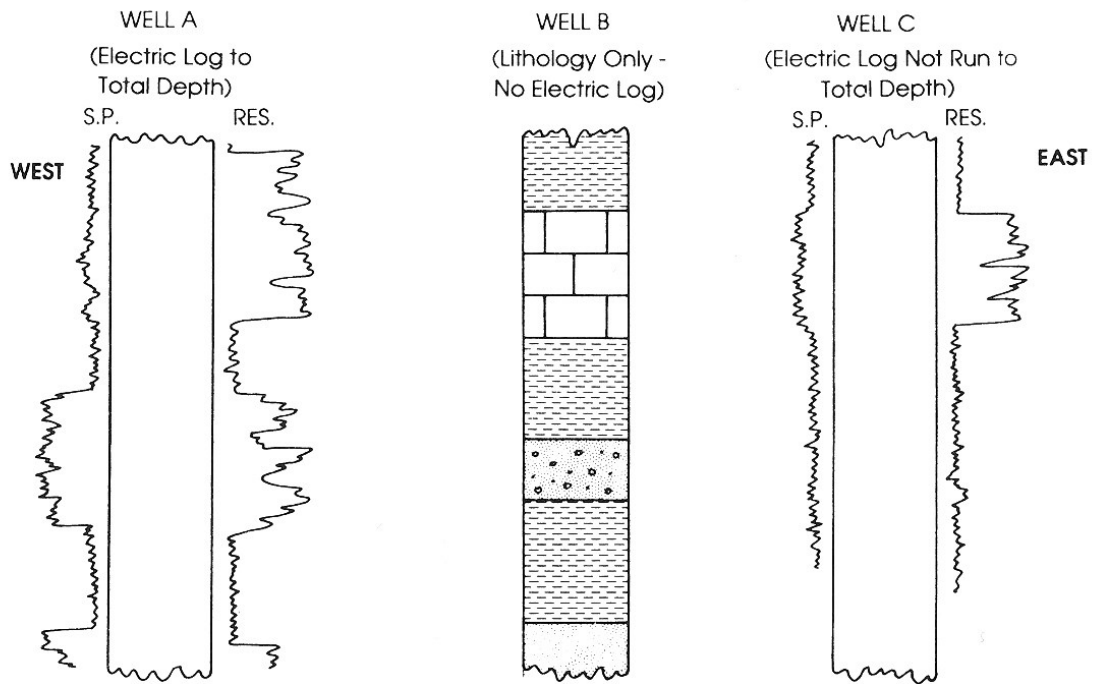 WELL A
(Electric Log to
Total Depth)
S.P.
RES.
WEST
WELL B
(Lithology Only -
No Electric Log)
WELL C
(Electric Log Not Run to
Total Depth)
S.P.
RES.
EAST